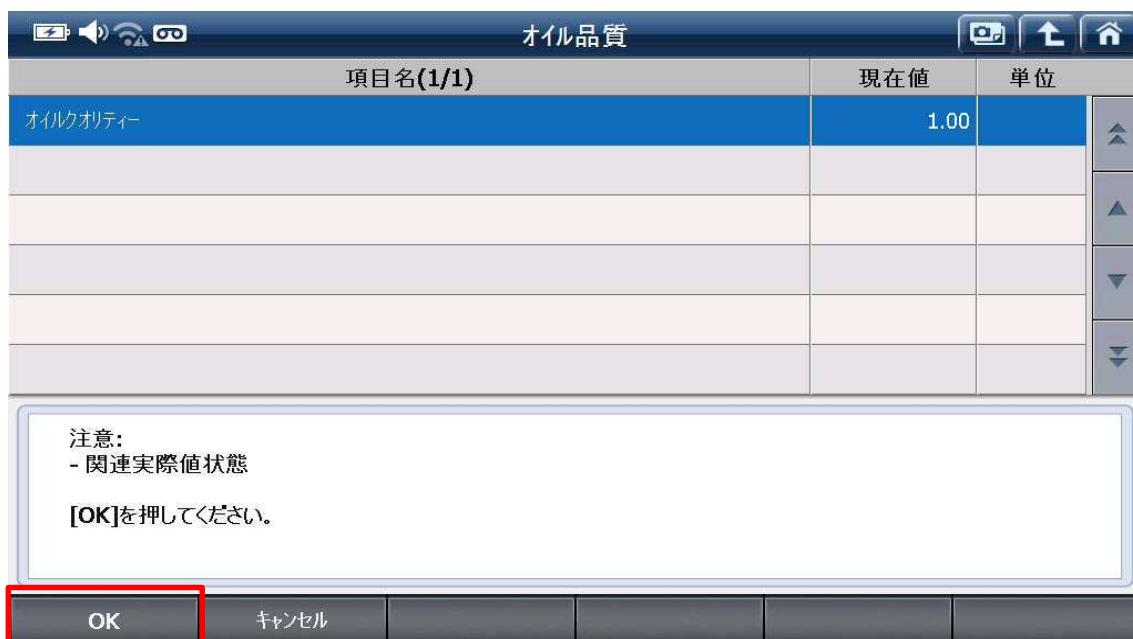 オイル品質
項目名(1/1) 現在値 単位
オイルクオリティー 1.00
注意:
- 関連実際値状態
[OK]を押してください。
OK キャンセル